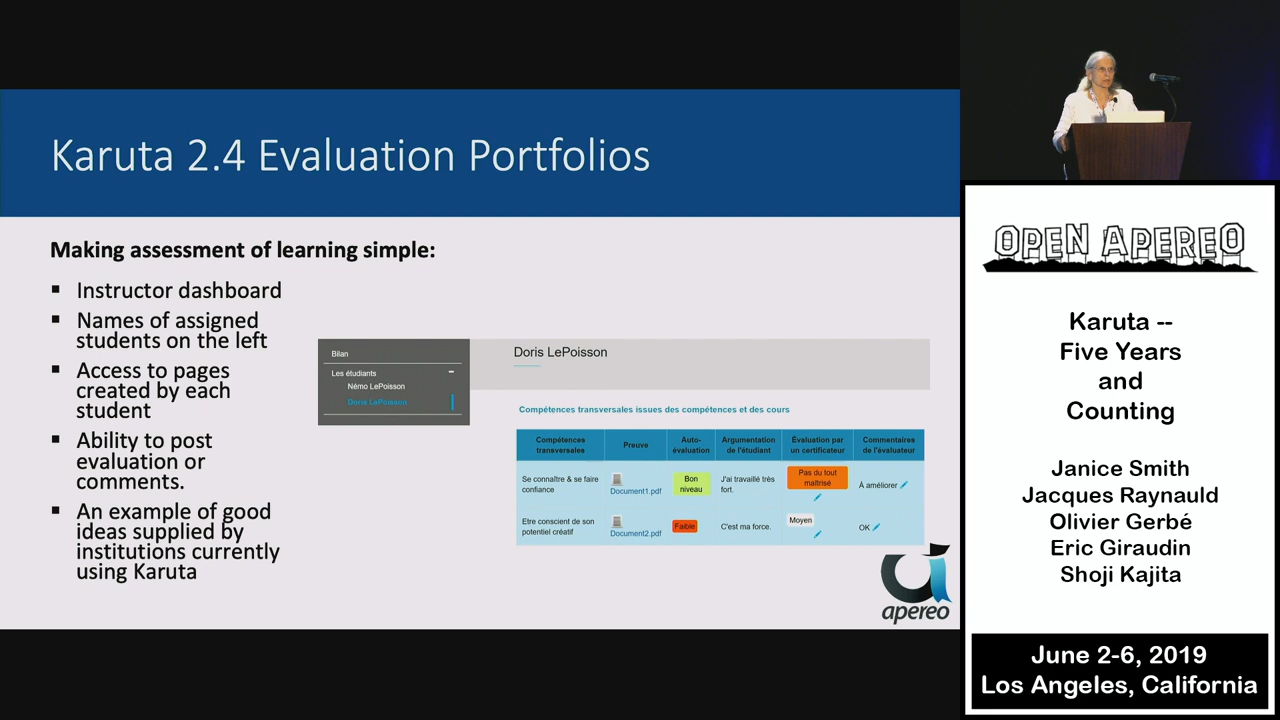 Karuta 2.4 Evaluation Portfolios
Making assessment of learning simple:
▪ Instructor dashboard
▪ Names of assigned
students on the left
▪ Access to pages
created by each
student
▪ Ability to post
evaluation or
comments.
▪ An example of good
ideas supplied by
institutions currently
using Karuta
Bilan
Les étudiants
Némo LePoisson
Doris LePoisson
Doris LePoisson
Compétences transversales issues des compétences et des cours
Compétences
transversales
Preuve
Auto-
évaluation
Argumentation
de l'étudiant
Évaluation par
un certificateur
Commentaires
de l'évaluateur
Se connaître & se faire
confiance
Document1.pdf
Bon
niveau
J'ai travaillé très
fort.
Pas du tout
maîtrisé
À améliorer
Etre conscient de son
potentiel créatif
Document2.pdf
Faible
C'est ma force.
Moyen
OK
apereo
OPEN APEREO
Karuta --
Five Years
and
Counting
Janice Smith
Jacques Raynauld
Olivier Gerbé
Eric Giraudin
Shoji Kajita
June 2-6, 2019
Los Angeles, California